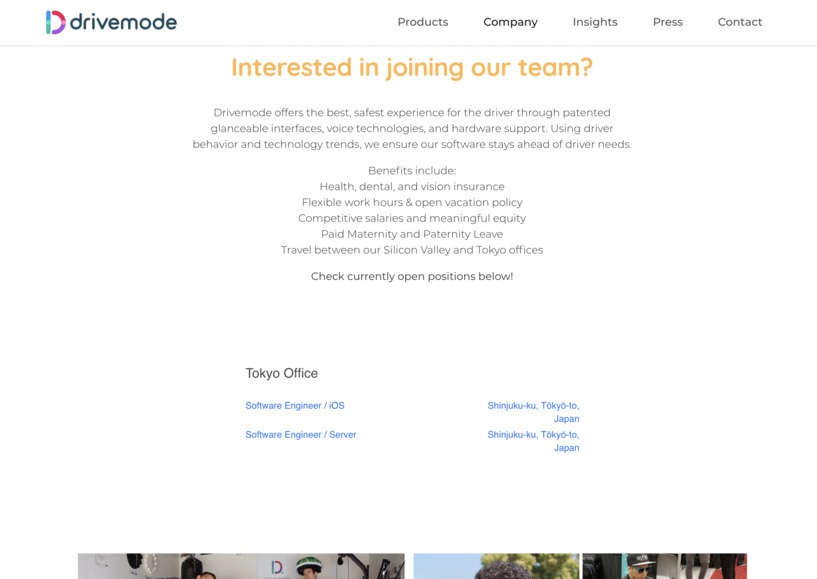 drivemode
Products
Company
Insights
Press
Contact
Interested in joining our team?
Drivemode offers the best, safest experience for the driver through patented
glanceable interfaces, voice technologies, and hardware support. Using driver
behavior and technology trends, we ensure our software stays ahead of driver needs.
Benefits include:
Health, dental, and vision insurance
Flexible work hours & open vacation policy
Competitive salaries and meaningful equity
Paid Maternity and Paternity Leave
Travel between our Silicon Valley and Tokyo offices
Check currently open positions below!
Tokyo Office
Software Engineer / iOS
Shinjuku-ku, Tōkyō-to,
Japan
Software Engineer / Server
Shinjuku-ku, Tōkyō-to,
Japan